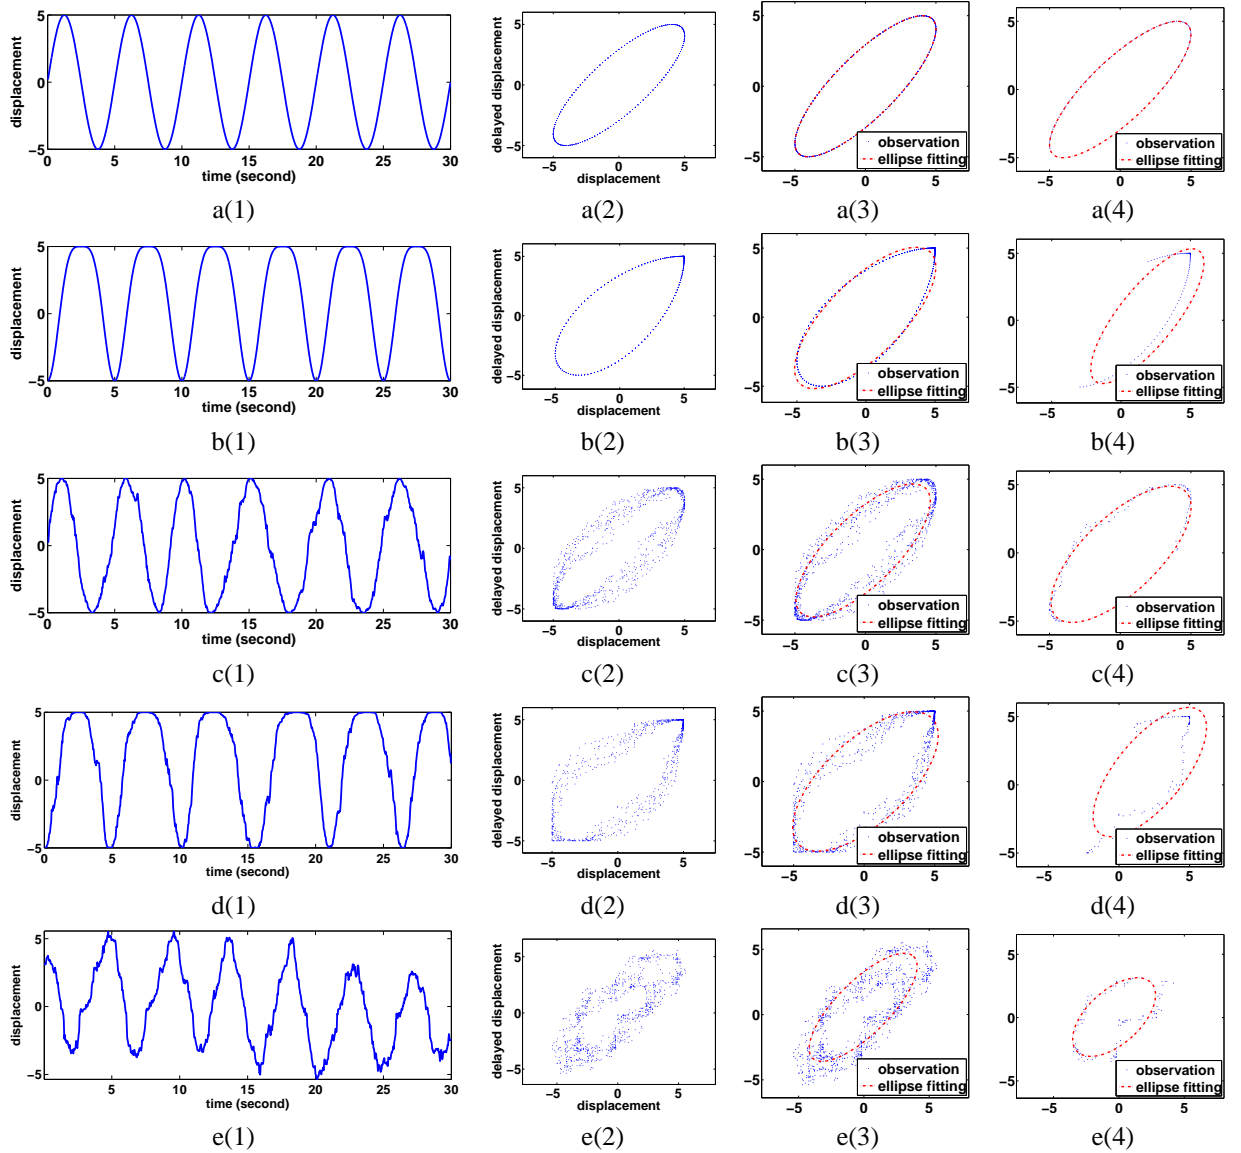 displacement
5
0
−5
0 5 10 15 20 25 30
time (second)
a(1)
delayed displacement
5
0
−5
−5 0 5
displacement
a(2)
5
0
−5
−5 0 5
observation
ellipse fitting
a(3)
5
0
−5
−5 0 5
observation
ellipse fitting
a(4)
displacement
5
0
−5
0 5 10 15 20 25 30
time (second)
b(1)
delayed displacement
5
0
−5
−5 0 5
displacement
b(2)
5
0
−5
−5 0 5
observation
ellipse fitting
b(3)
5
0
−5
−5 0 5
observation
ellipse fitting
b(4)
displacement
5
0
−5
0 5 10 15 20 25 30
time (second)
c(1)
delayed displacement
5
0
−5
−5 0 5
displacement
c(2)
5
0
−5
−5 0 5
observation
ellipse fitting
c(3)
5
0
−5
−5 0 5
observation
ellipse fitting
c(4)
displacement
5
0
−5
0 5 10 15 20 25 30
time (second)
d(1)
delayed displacement
5
0
−5
−5 0 5
displacement
d(2)
5
0
−5
−5 0 5
observation
ellipse fitting
d(3)
5
0
−5
−5 0 5
observation
ellipse fitting
d(4)
displacement
5
0
−5
5 10 15 20 25 30
time (second)
e(1)
delayed displacement
5
0
−5
−5 0 5
displacement
e(2)
5
0
−5
−5 0 5
observation
ellipse fitting
e(3)
5
0
−5
−5 0 5
observation
ellipse fitting
e(4)